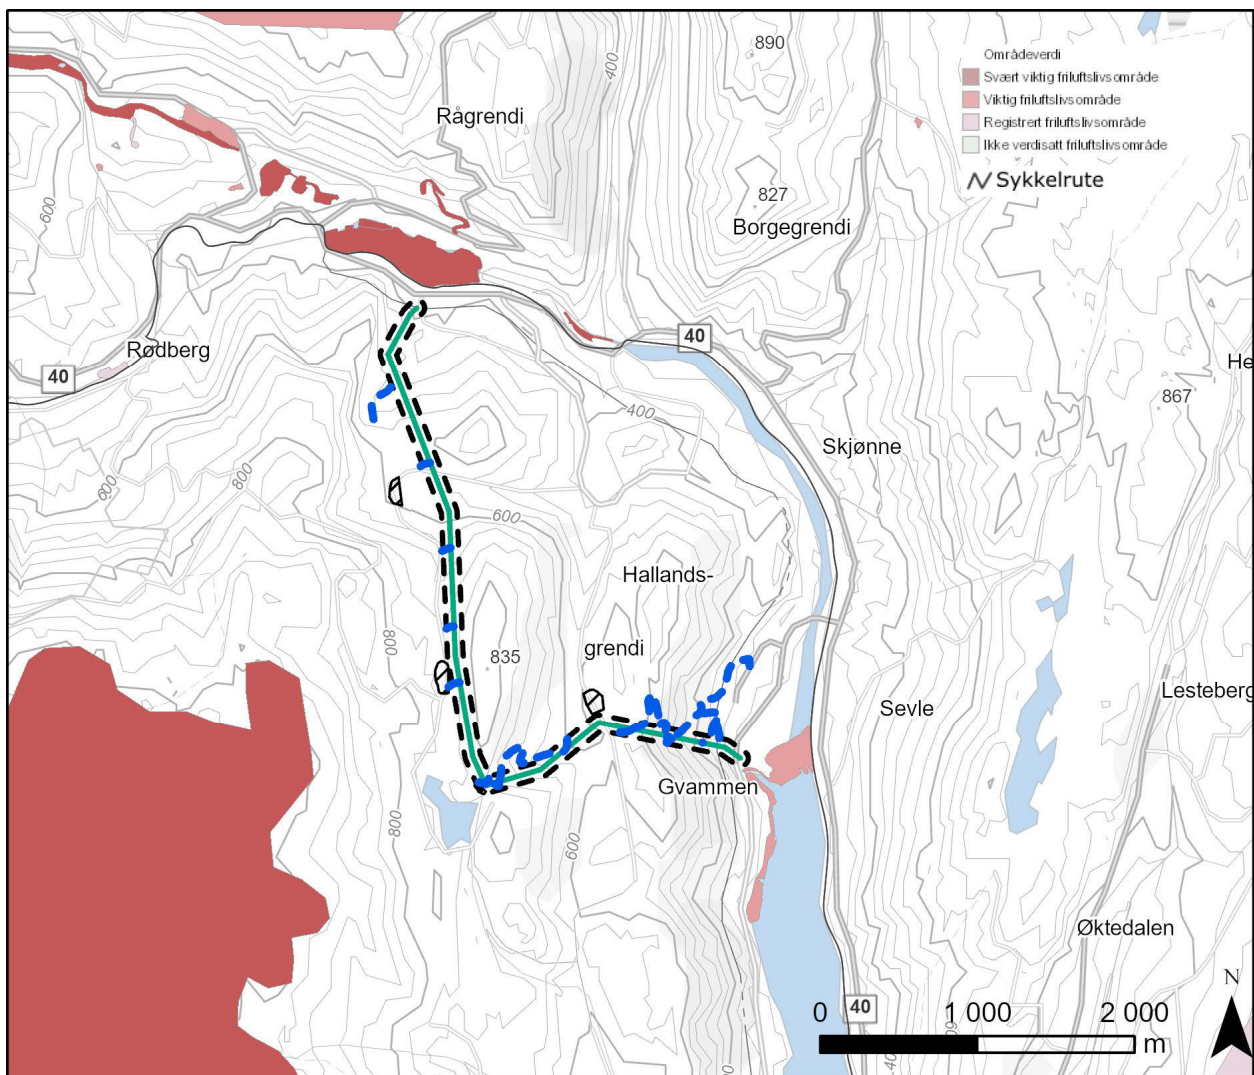 890
400
Områdeverdi
Svært viktig friluftslivsområde
Viktig friluftslivsområde
Registrert friluftslivsområde
Ikke verdisatt friluftslivsområde
Sykkelrute
Rågrendi
827
Borgegrendi
600
40
Rødberg
40
He
867
400
Skjønne
800
600
600
Hallands-
grendi
800
835
Lesteberg
Sevle
Gvammen
800
600
Øktedalen
N
0 1 000 2 000
m
40